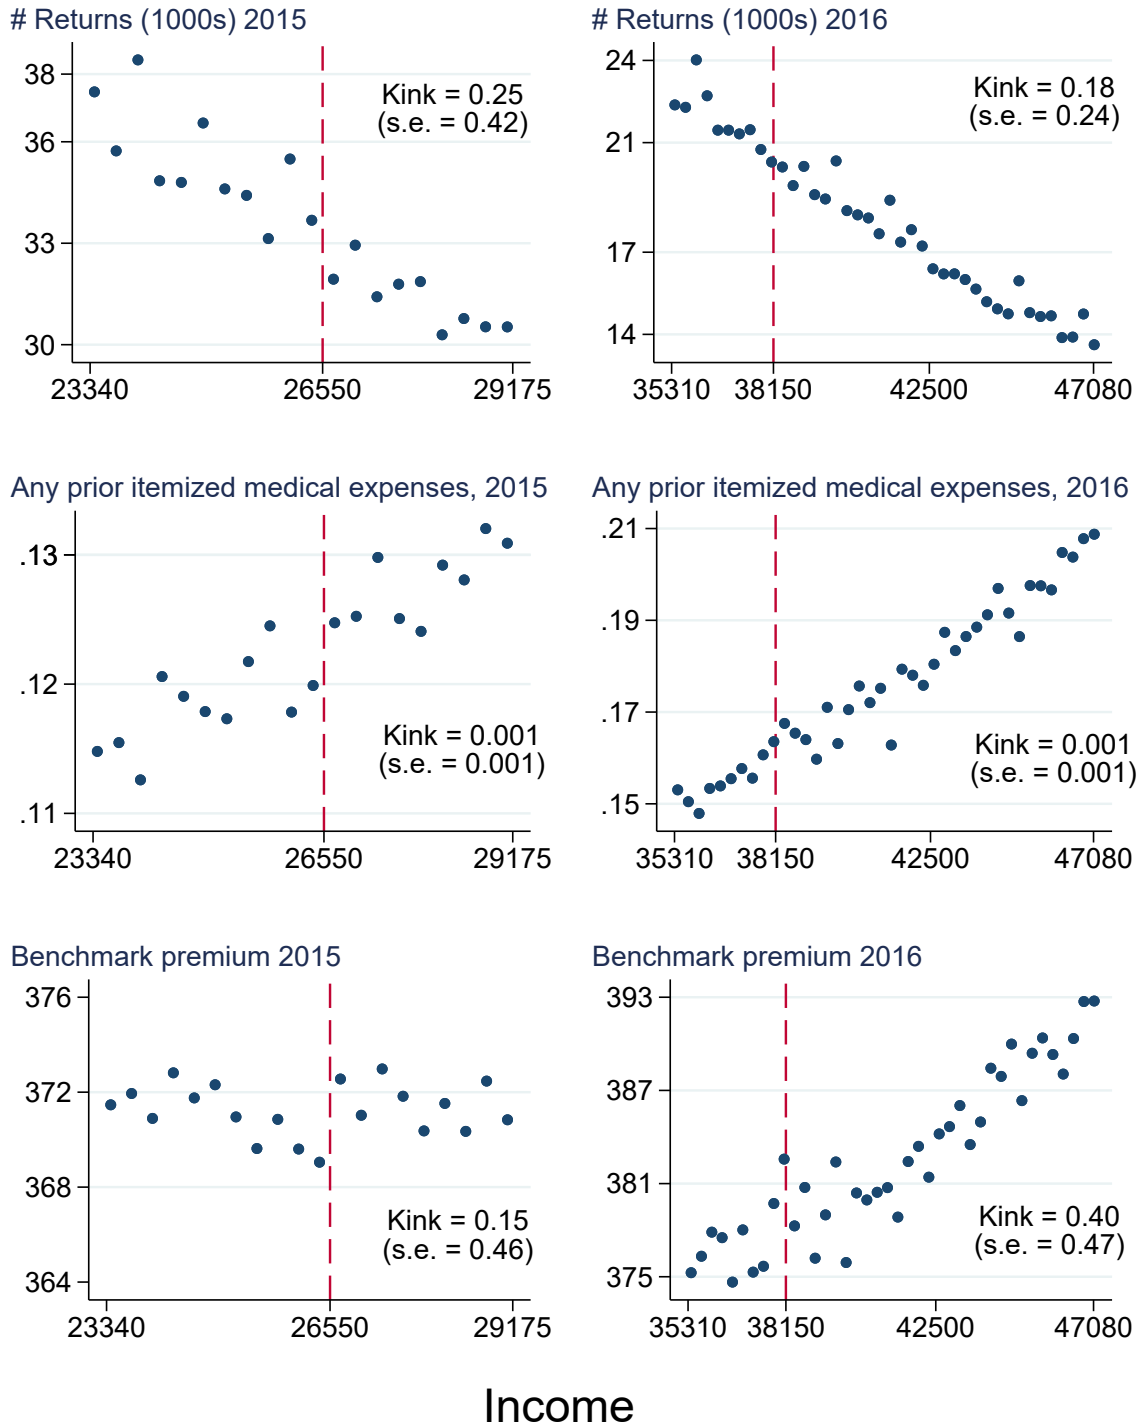 # Returns (1000s) 2015
38
36
33
30
Kink = 0.25
(s.e. = 0.42)
23340 26550 29175
# Returns (1000s) 2016
24
21
17
14
Kink = 0.18
(s.e. = 0.24)
35310 38150 42500 47080
Any prior itemized medical expenses, 2015
.13
.12
.11
Kink = 0.001
(s.e. = 0.001)
23340 26550 29175
Any prior itemized medical expenses, 2016
.21
.19
.17
.15
Kink = 0.001
(s.e. = 0.001)
35310 38150 42500 47080
Benchmark premium 2015
376
372
368
364
Kink = 0.15
(s.e. = 0.46)
23340 26550 29175
Benchmark premium 2016
393
387
381
375
Kink = 0.40
(s.e. = 0.47)
35310 38150 42500 47080
Income